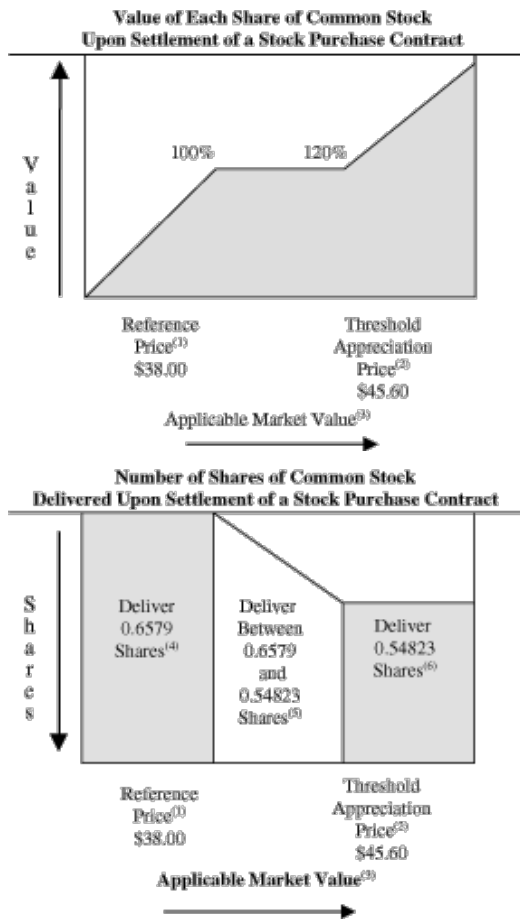 Value of Each Share of Common Stock
Upon Settlement of a Stock Purchase Contract
Value
100%
120%
Reference
Price(1)
$38.00
Threshold
Appreciation
Price(2)
$45.60
Applicable Market Value(3)
Number of Shares of Common Stock
Delivered Upon Settlement of a Stock Purchase Contract
Shares
Deliver
0.6579
Shares(4)
Deliver
Between
0.6579
and
0.54823
Shares(5)
Deliver
0.54823
Shares(6)
Reference
Price(1)
$38.00
Threshold
Appreciation
Price(2)
$45.60
Applicable Market Value(3)